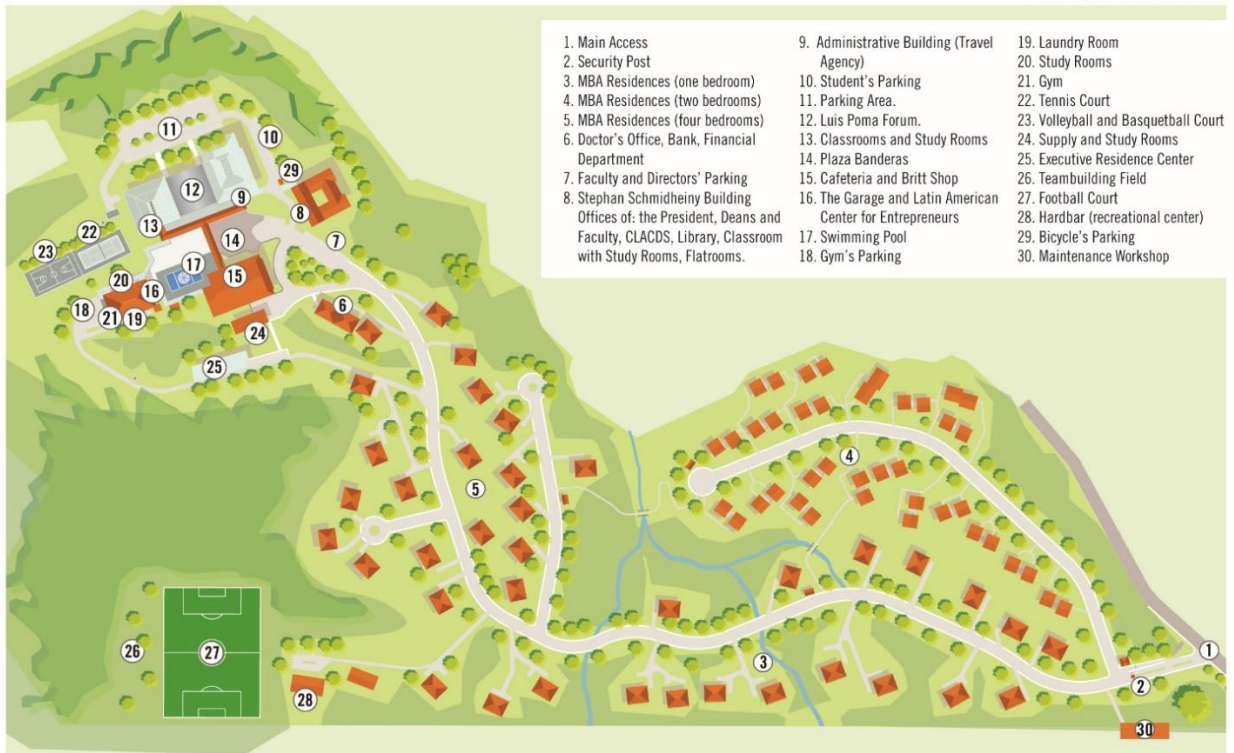 1. Main Access
2. Security Post
3. MBA Residences (one bedroom)
4. MBA Residences (two bedrooms)
5. MBA Residences (four bedrooms)
6. Doctor's Office, Bank, Financial
Department
7. Faculty and Directors' Parking
8. Stephan Schmidheiny Building
Offices of: the President, Deans and
Faculty, CLACDS, Library, Classroom
with Study Rooms, Flatrooms.
9. Administrative Building (Travel
Agency)
10. Student's Parking
11. Parking Area.
12. Luis Poma Forum.
13. Classrooms and Study Rooms
14. Plaza Banderas
15. Cafeteria and Britt Shop
16. The Garage and Latin American
Center for Entrepreneurs
17. Swimming Pool
18. Gym's Parking
19. Laundry Room
20. Study Rooms
21. Gym
22. Tennis Court
23. Volleyball and Basquetball Court
24. Supply and Study Rooms
25. Executive Residence Center
26. Teambuilding Field
27. Football Court
28. Hardbar (recreational center)
29. Bicycle's Parking
30. Maintenance Workshop
11
10
29
12
9
8
13
14
7
22
23
17
20
16
15
18
21
19
6
24
25
4
5
26
27
28
3
1
2
30